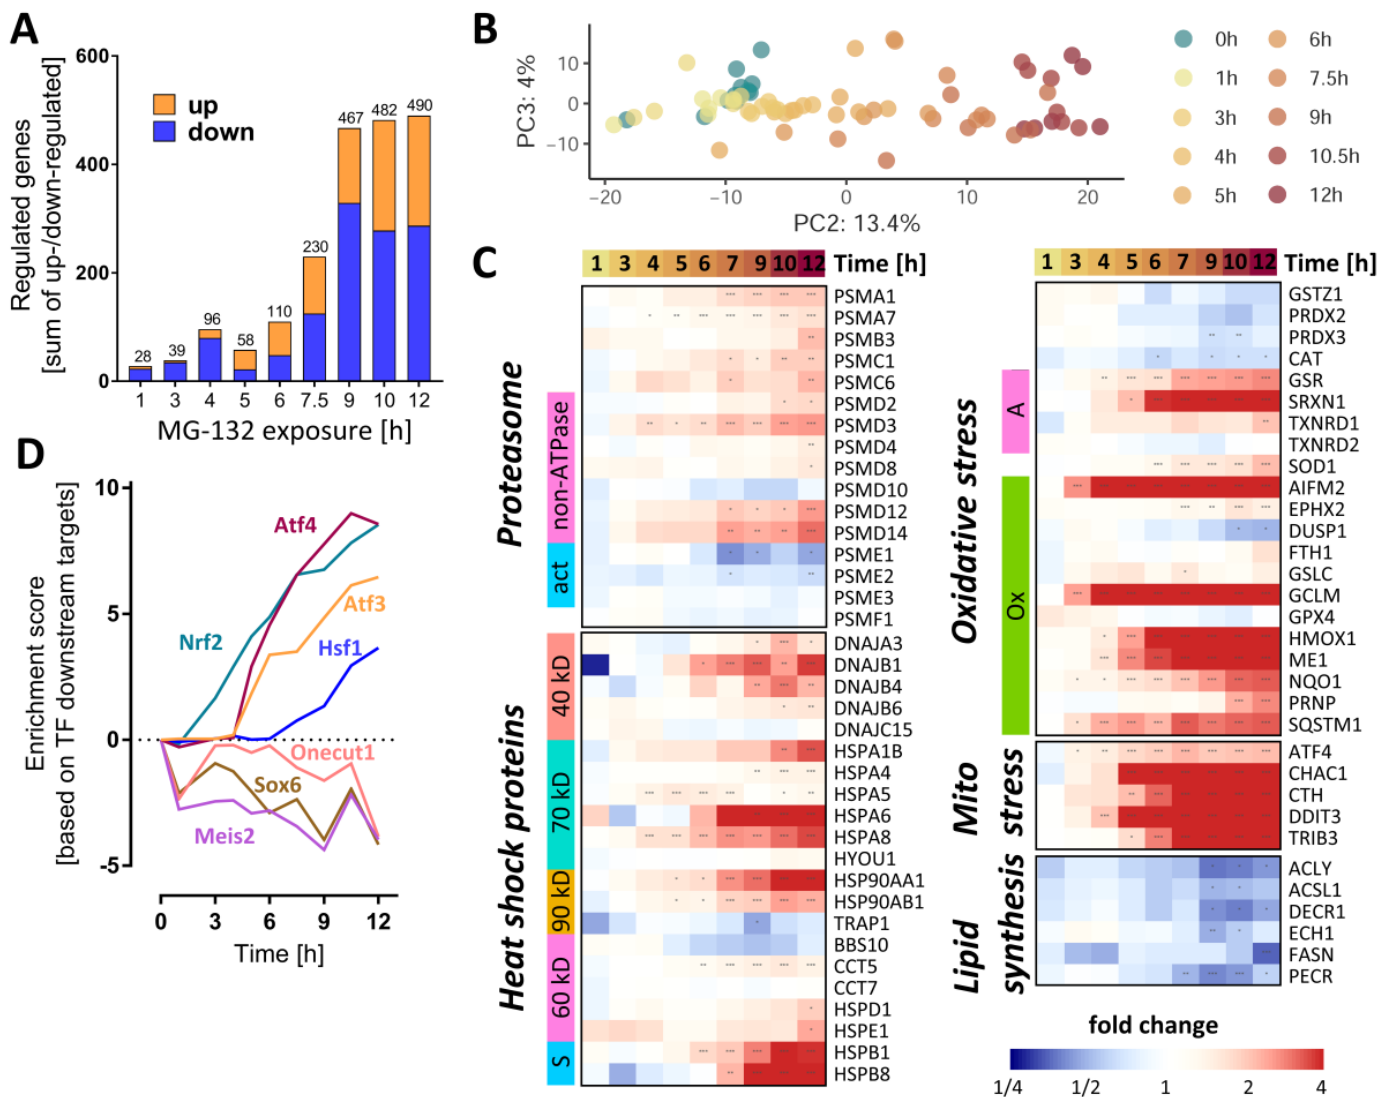 A
600
400
200
0
Regulated genes
[sum of up-/down-regulated]
up
down
28
39
96
58
110
230
467
482
490
1 3 4 5 6 7.5 9 10 12
MG-132 exposure [h]
B
PC3: 4%
10
0
−10
−20 −10 0 10 20
PC2: 13.4%
0h 6h
1h 7.5h
3h 9h
4h 10.5h
5h 12h
C
1 3 4 5 6 7 9 10 12 Time [h]
Proteasome
non-ATPase
act
PSMA1
PSMA7
PSMB3
PSMC1
PSMC6
PSMD2
PSMD3
PSMD4
PSMD8
PSMD10
PSMD12
PSMD14
PSME1
PSME2
PSME3
PSMF1
Heat shock proteins
40 kD
70 kD
90 kD
60 kD
S
DNAJA3
DNAJB1
DNAJB4
DNAJB6
DNAJC15
HSPA1B
HSPA4
HSPA5
HSPA6
HSPA8
HYOU1
HSP90AA1
HSP90AB1
TRAP1
BBS10
CCT5
CCT7
HSPD1
HSPE1
HSPB1
HSPB8
1 3 4 5 6 7 9 10 12 Time [h]
Oxidative stress
A
Ox
GSTZ1
PRDX2
PRDX3
CAT
GSR
SRXN1
TXNRD1
TXNRD2
SOD1
AIFM2
EPHX2
DUSP1
FTH1
GSLC
GCLM
GPX4
HMOX1
ME1
NQO1
PRNP
SQSTM1
Mito
stress
ATF4
CHAC1
CTH
DDIT3
TRIB3
Lipid
synthesis
ACLY
ACSL1
DECR1
ECH1
FASN
PECR
fold change
1/4 1/2 1 2 4
D
10
5
0
-5
Enrichment score
[based on TF downstream targets]
Atf4
Nrf2
Atf3
Hsf1
Onecut1
Sox6
Meis2
0 3 6 9 12
Time [h]